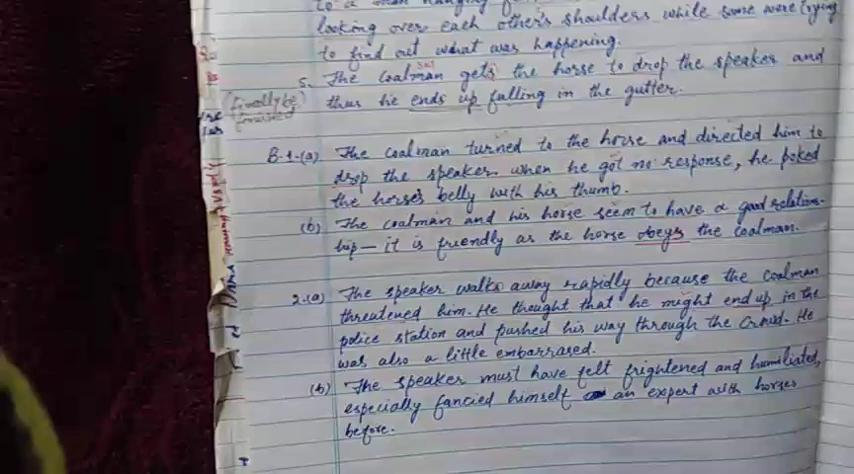 looking over each other's shoulders while some were trying
to find out what was happening.
5. The coalman gets the horse to drop the speaker and
thus he ends up falling in the gutter.
B-1-(a) The coalman turned to the horse and directed him to
drop the speaker. when he got no response, he poked
the horse's belly with his thumb.
(b) The coalman and his horse seem to have a good relation-
hip — it is friendly as the horse obeys the coalman.
2.(a) The speaker walks away rapidly because the coalman
threatened him. He thought that he might end up in the
police station and pushed his way through the crowd. He
was also a little embarrased.
(b) The speaker must have felt frightened and humiliated,
especially fancied himself an expert with horses
before.